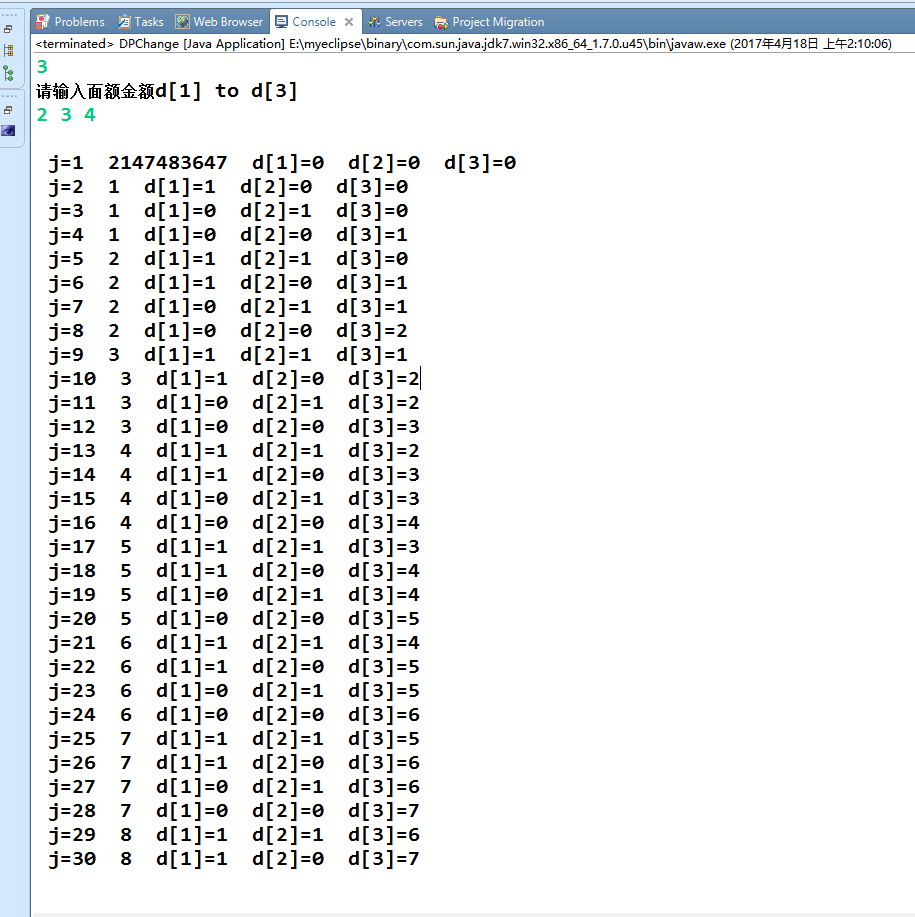 Problems Tasks Web Browser Console Servers Project Migration
<terminated> DPChange [Java Application] E:\myeclipse\binary\com.sun.java.jdk7.win32.x86_64_1.7.0.u45\bin\javaw.exe (2017年4月18日 上午2:10:06)
3
请输入面额金额d[1] to d[3]
2 3 4
j=1 2147483647 d[1]=0 d[2]=0 d[3]=0
j=2 1 d[1]=1 d[2]=0 d[3]=0
j=3 1 d[1]=0 d[2]=1 d[3]=0
j=4 1 d[1]=0 d[2]=0 d[3]=1
j=5 2 d[1]=1 d[2]=1 d[3]=0
j=6 2 d[1]=1 d[2]=0 d[3]=1
j=7 2 d[1]=0 d[2]=1 d[3]=1
j=8 2 d[1]=0 d[2]=0 d[3]=2
j=9 3 d[1]=1 d[2]=1 d[3]=1
j=10 3 d[1]=1 d[2]=0 d[3]=2
j=11 3 d[1]=0 d[2]=1 d[3]=2
j=12 3 d[1]=0 d[2]=0 d[3]=3
j=13 4 d[1]=1 d[2]=1 d[3]=2
j=14 4 d[1]=1 d[2]=0 d[3]=3
j=15 4 d[1]=0 d[2]=1 d[3]=3
j=16 4 d[1]=0 d[2]=0 d[3]=4
j=17 5 d[1]=1 d[2]=1 d[3]=3
j=18 5 d[1]=1 d[2]=0 d[3]=4
j=19 5 d[1]=0 d[2]=1 d[3]=4
j=20 5 d[1]=0 d[2]=0 d[3]=5
j=21 6 d[1]=1 d[2]=1 d[3]=4
j=22 6 d[1]=1 d[2]=0 d[3]=5
j=23 6 d[1]=0 d[2]=1 d[3]=5
j=24 6 d[1]=0 d[2]=0 d[3]=6
j=25 7 d[1]=1 d[2]=1 d[3]=5
j=26 7 d[1]=1 d[2]=0 d[3]=6
j=27 7 d[1]=0 d[2]=1 d[3]=6
j=28 7 d[1]=0 d[2]=0 d[3]=7
j=29 8 d[1]=1 d[2]=1 d[3]=6
j=30 8 d[1]=1 d[2]=0 d[3]=7